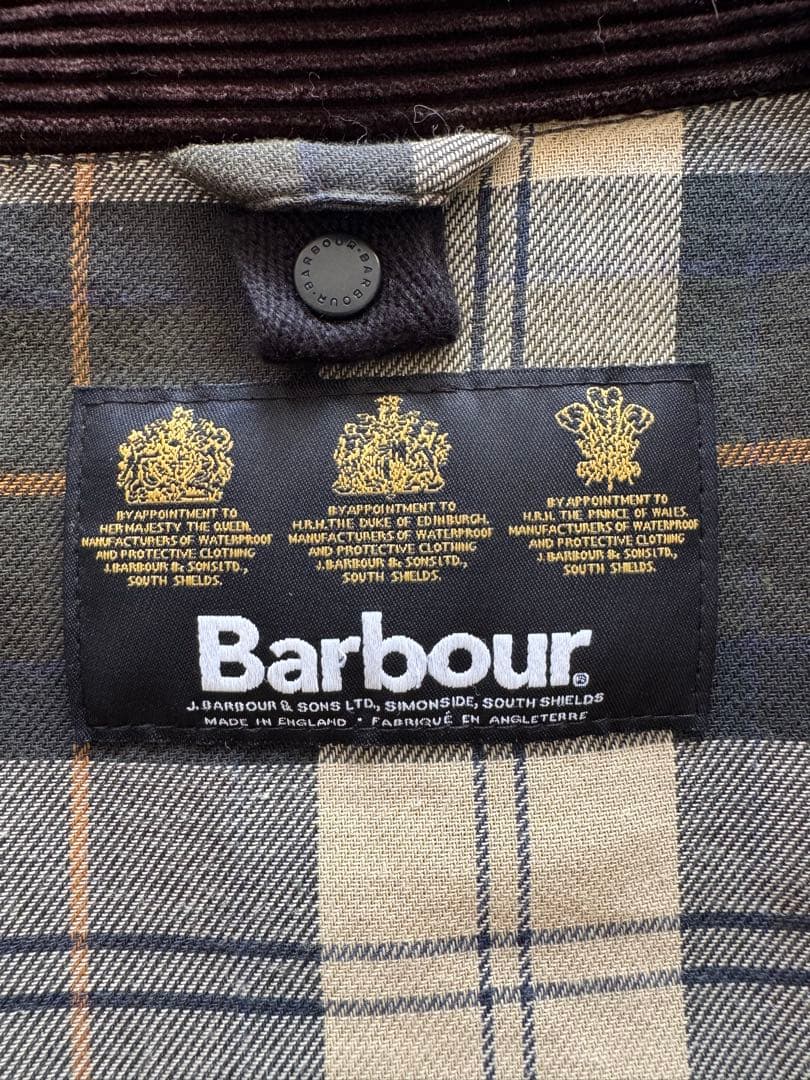 BARBOUR · BARBOUR · BARBOUR ·
BY APPOINTMENT TO
HER MAJESTY THE QUEEN.
MANUFACTURERS OF WATERPROOF
AND PROTECTIVE CLOTHING
J.BARBOUR & SONS LTD.,
SOUTH SHIELDS.
BY APPOINTMENT TO
H.R.H. THE DUKE OF EDINBURGH.
MANUFACTURERS OF WATERPROOF
AND PROTECTIVE CLOTHING
J.BARBOUR & SONS LTD.,
SOUTH SHIELDS.
BY APPOINTMENT TO
H.R.H. THE PRINCE OF WALES.
MANUFACTURERS OF WATERPROOF
AND PROTECTIVE CLOTHING
J.BARBOUR & SONS LTD.,
SOUTH SHIELDS.
Barbour®
J. BARBOUR & SONS LTD., SIMONSIDE, SOUTH SHIELDS
MADE IN ENGLAND · FABRIQUÉ EN ANGLETERRE